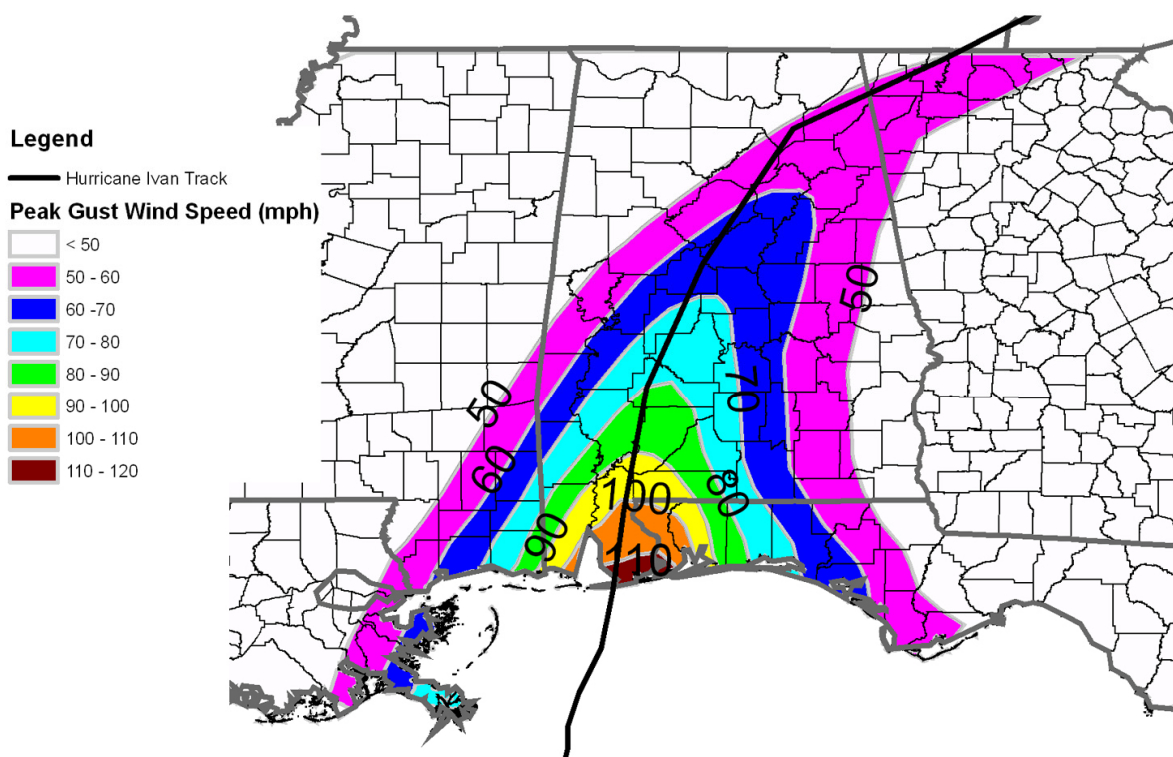 Legend
Hurricane Ivan Track
Peak Gust Wind Speed (mph)
< 50
50 - 60
60 -70
70 - 80
80 - 90
90 - 100
100 - 110
110 - 120
50
50
70
60
80
100
90
110